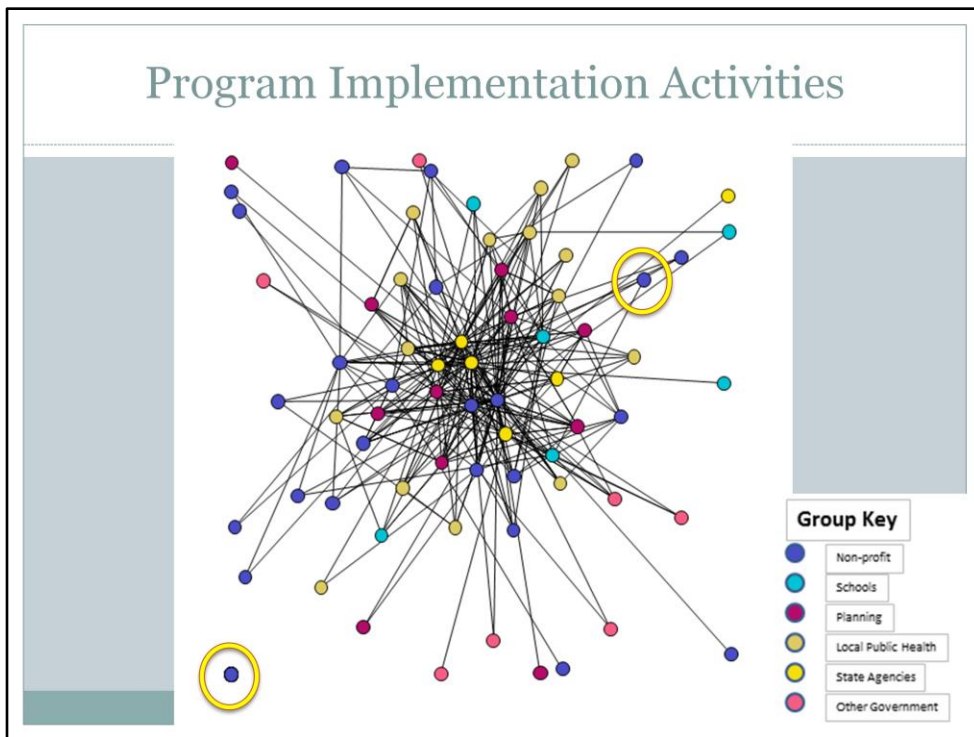 Program Implementation Activities
Group Key
Non-profit
Schools
Planning
Local Public Health
State Agencies
Other Government